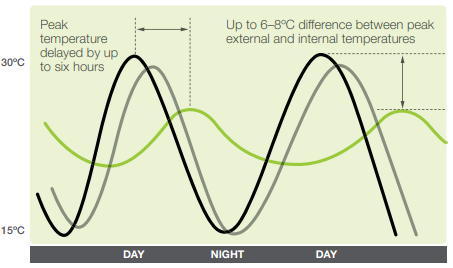 Peak
temperature
delayed by up
to six hours
Up to 6–8ºC difference between peak
external and internal temperatures
30ºC
15ºC
DAY NIGHT DAY